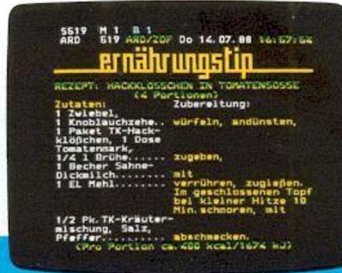 S519 M 1 B 1
ARD 519 ARD/ZDF Do 14.07.88 16:57:56
ernährungstip
REZEPT: HACKKLÖSSCHEN IN TOMATENSOSSE
(4 Portionen)
Zutaten: Zubereitung:
1 Zwiebel,
1 Knoblauchzehe.. würfeln, andünsten,
1 Paket TK-Hack-
klößchen, 1 Dose
Tomatenmark,
1/4 l Brühe....... zugeben,
1 Becher Sahne-
Dickmilch......... mit
1 EL Mehl......... verrühren, zugießen.
Im geschlossenen Topf
bei kleiner Hitze 10
Min. schmoren, mit
1/2 Pk. TK-Kräuter-
mischung, Salz,
Pfeffer........... abschmecken.
(Pro Portion ca.400 kcal/1674 kJ)